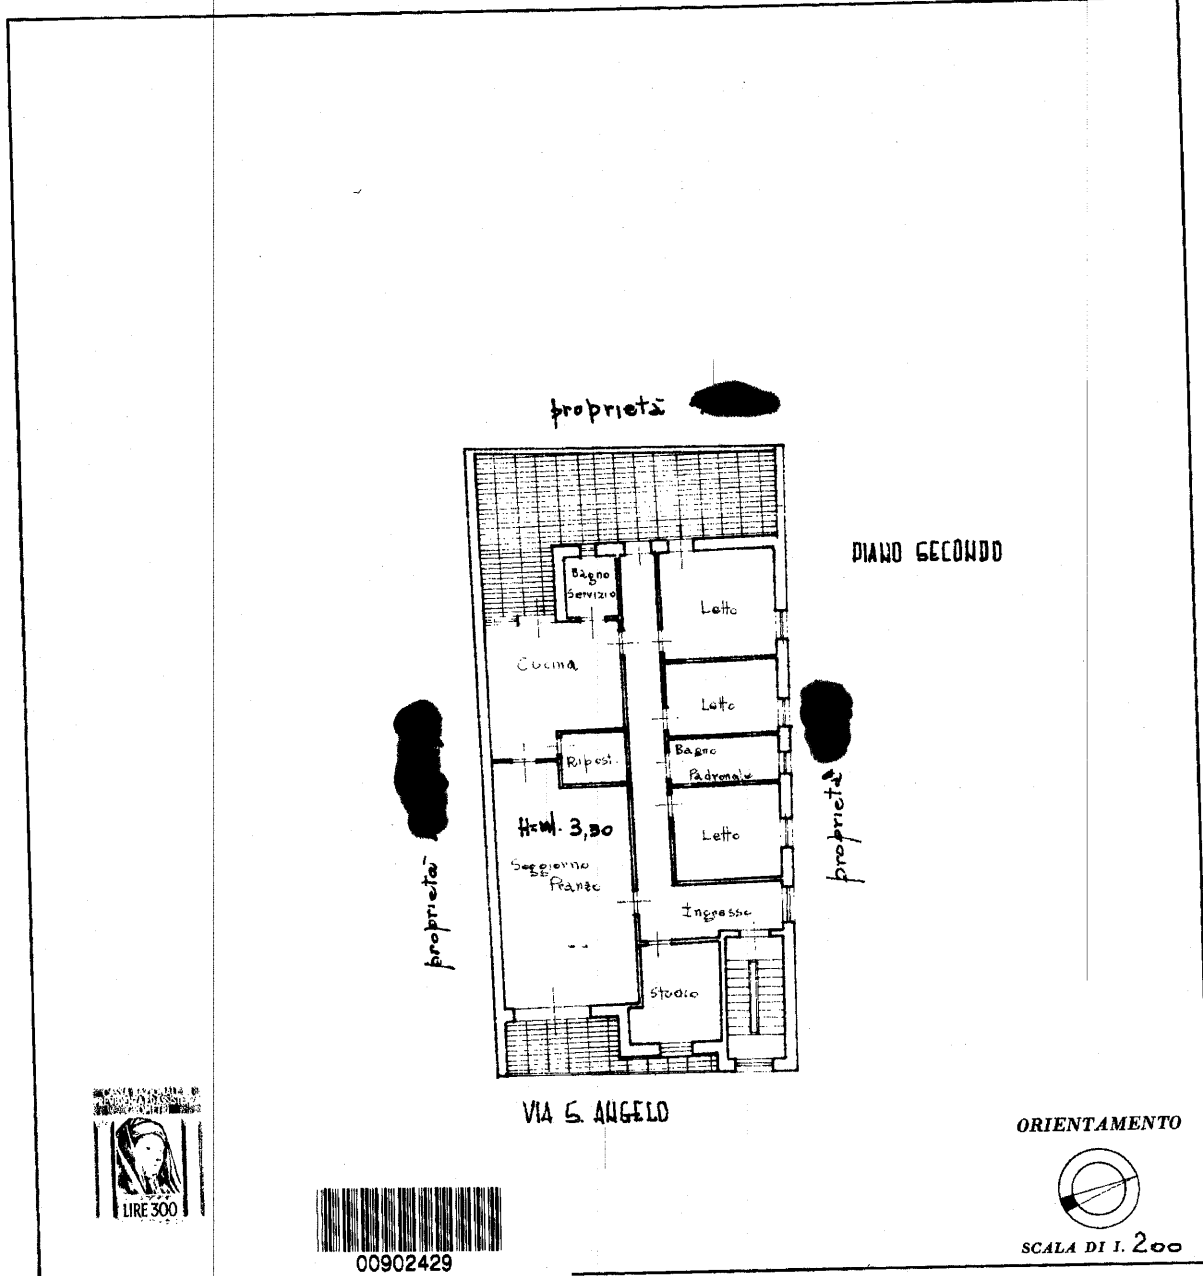 proprietà
PIANO SECONDO
Bagno
Servizio
Letto
Cucina
Letto
Bagno
Padronale
Ripost.
H=ml. 3,30
Letto
Soggiorno
Pranzo
proprietà
proprietà
Ingresso
Studio
VIA S. ANGELO
LIRE 300
00902429
ORIENTAMENTO
SCALA DI 1. 200